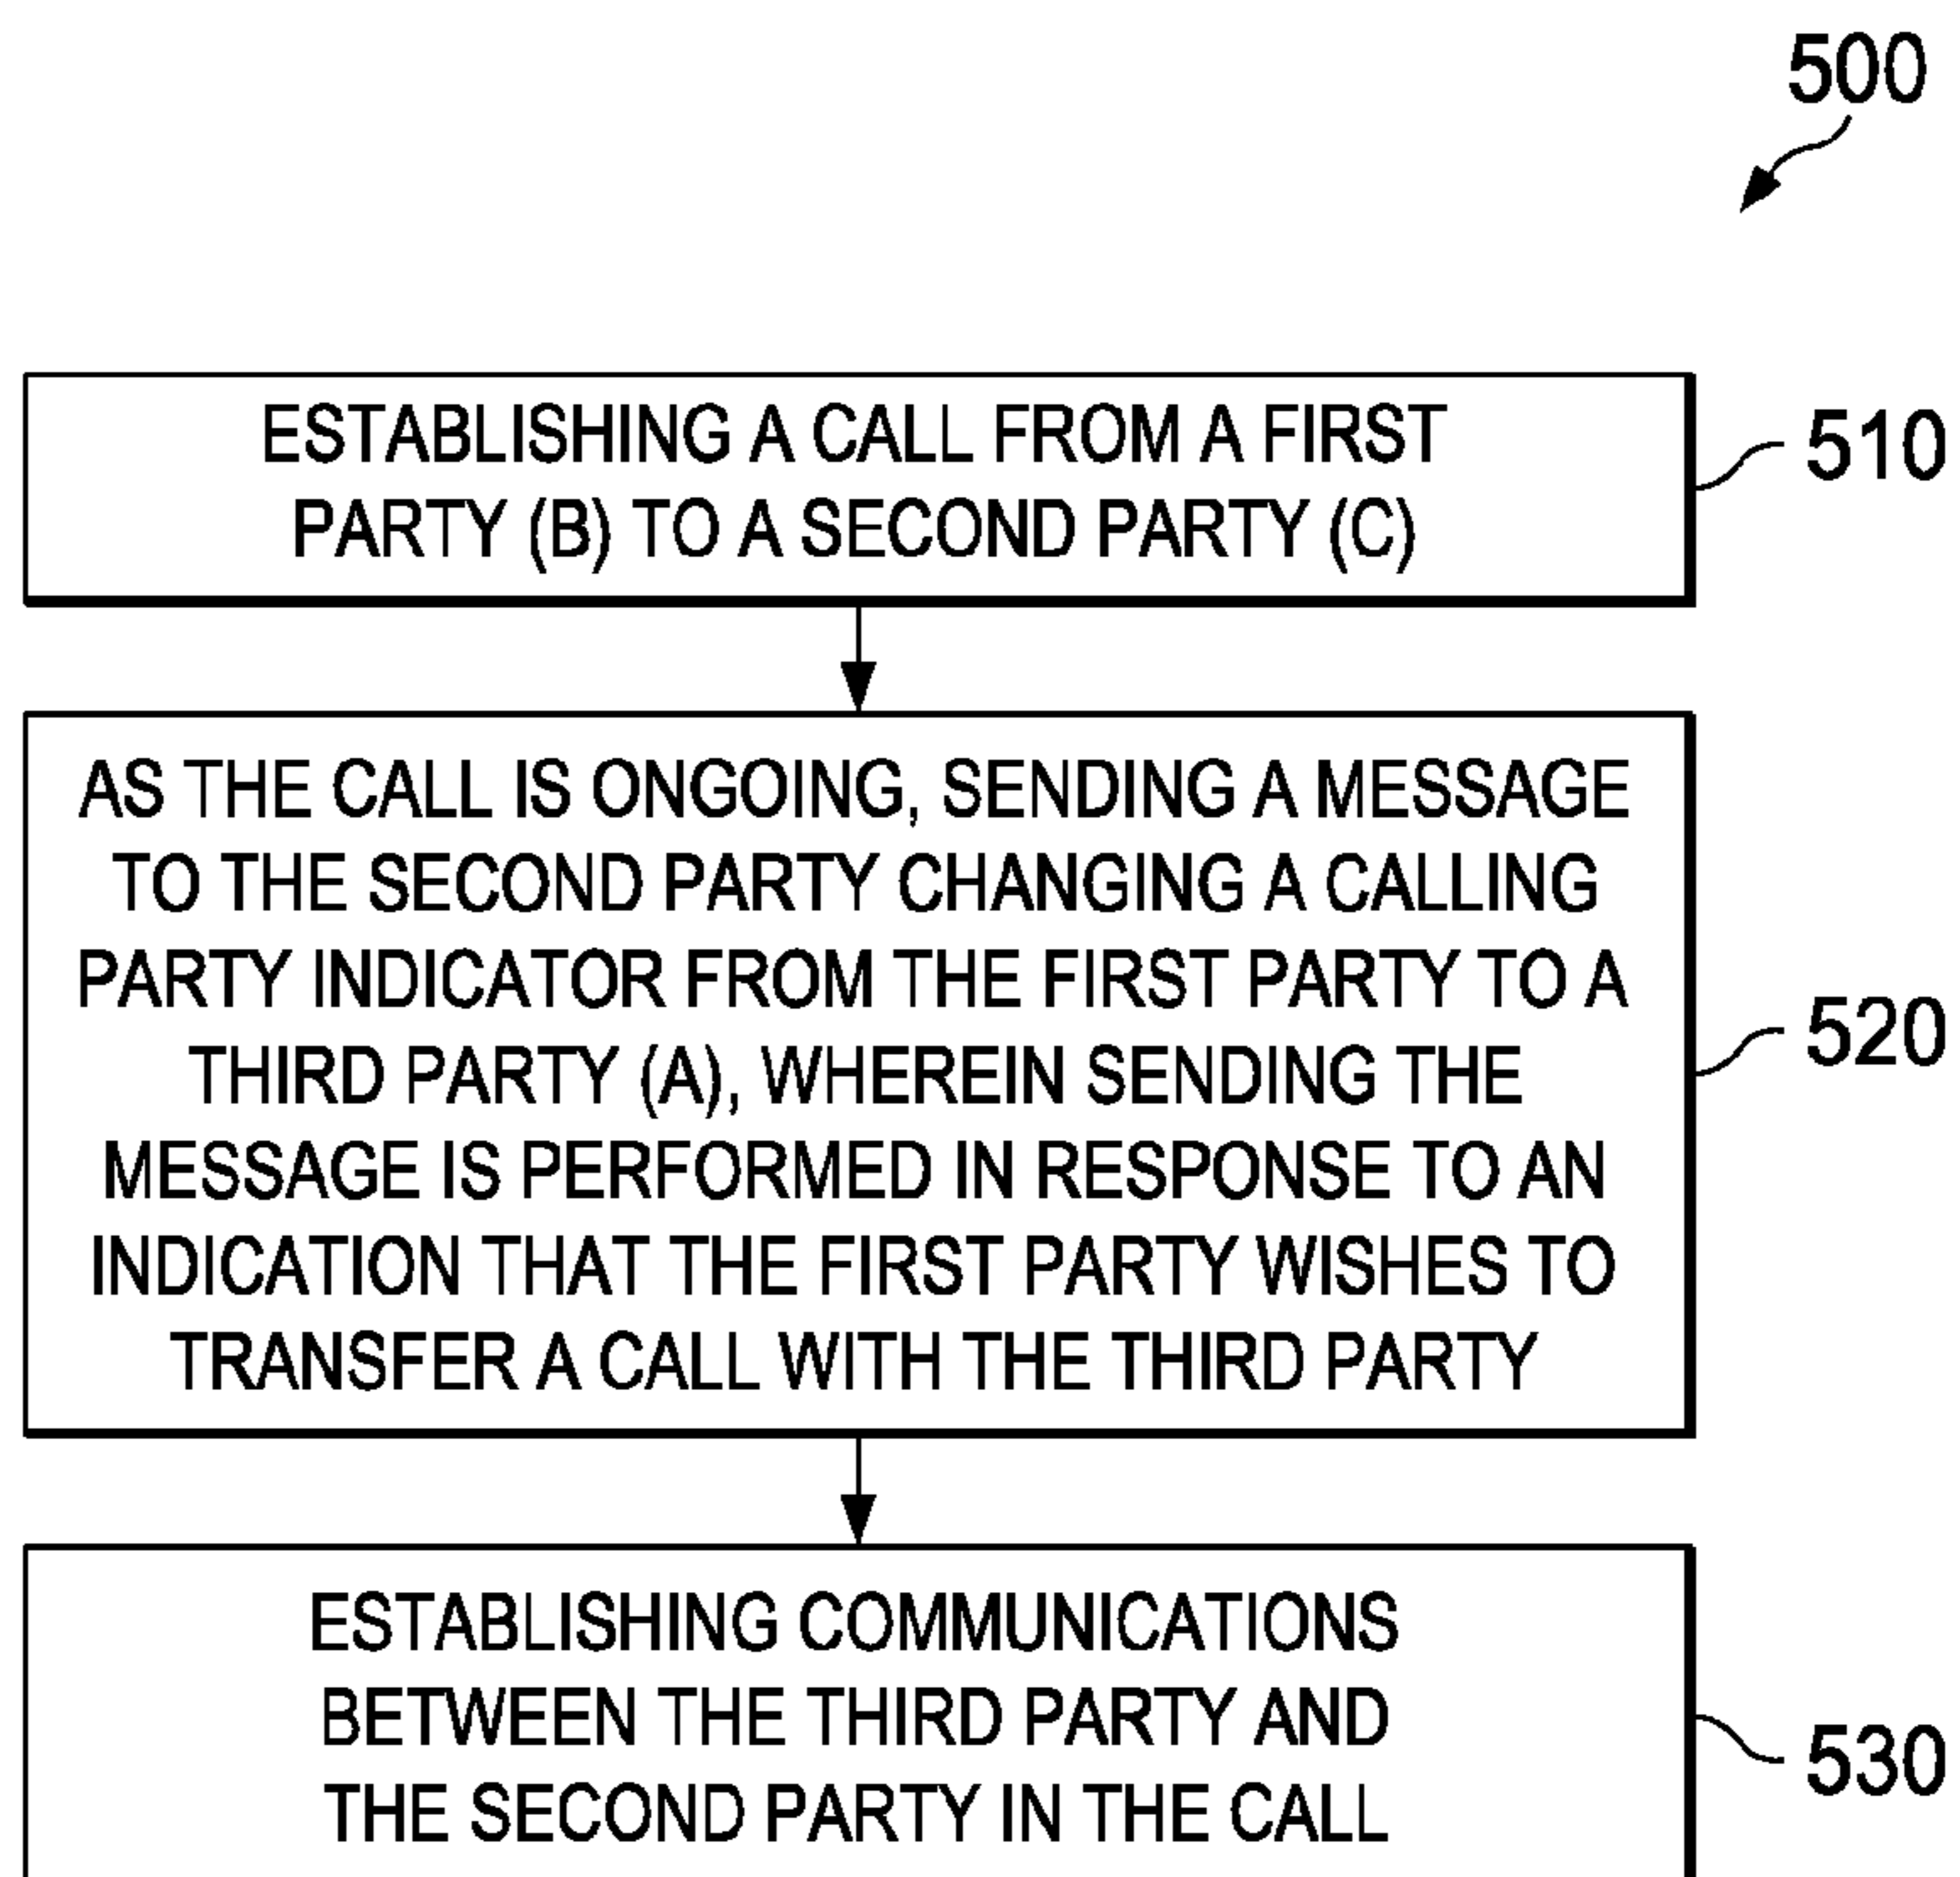 500
ESTABLISHING A CALL FROM A FIRST
PARTY (B) TO A SECOND PARTY (C)
510
AS THE CALL IS ONGOING, SENDING A MESSAGE
TO THE SECOND PARTY CHANGING A CALLING
PARTY INDICATOR FROM THE FIRST PARTY TO A
THIRD PARTY (A), WHEREIN SENDING THE
MESSAGE IS PERFORMED IN RESPONSE TO AN
INDICATION THAT THE FIRST PARTY WISHES TO
TRANSFER A CALL WITH THE THIRD PARTY
520
ESTABLISHING COMMUNICATIONS
BETWEEN THE THIRD PARTY AND
THE SECOND PARTY IN THE CALL
530